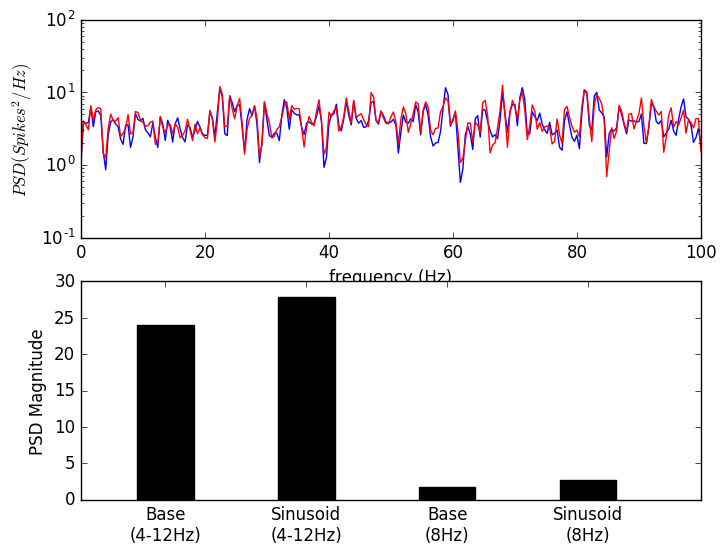 10^2
10^1
10^0
10^-1
PSD (Spikes^2/Hz)
0 20 40 60 80 100
frequency (Hz)
30
25
20
15
10
5
0
PSD Magnitude
Base Sinusoid Base Sinusoid
(4-12Hz) (4-12Hz) (8Hz) (8Hz)